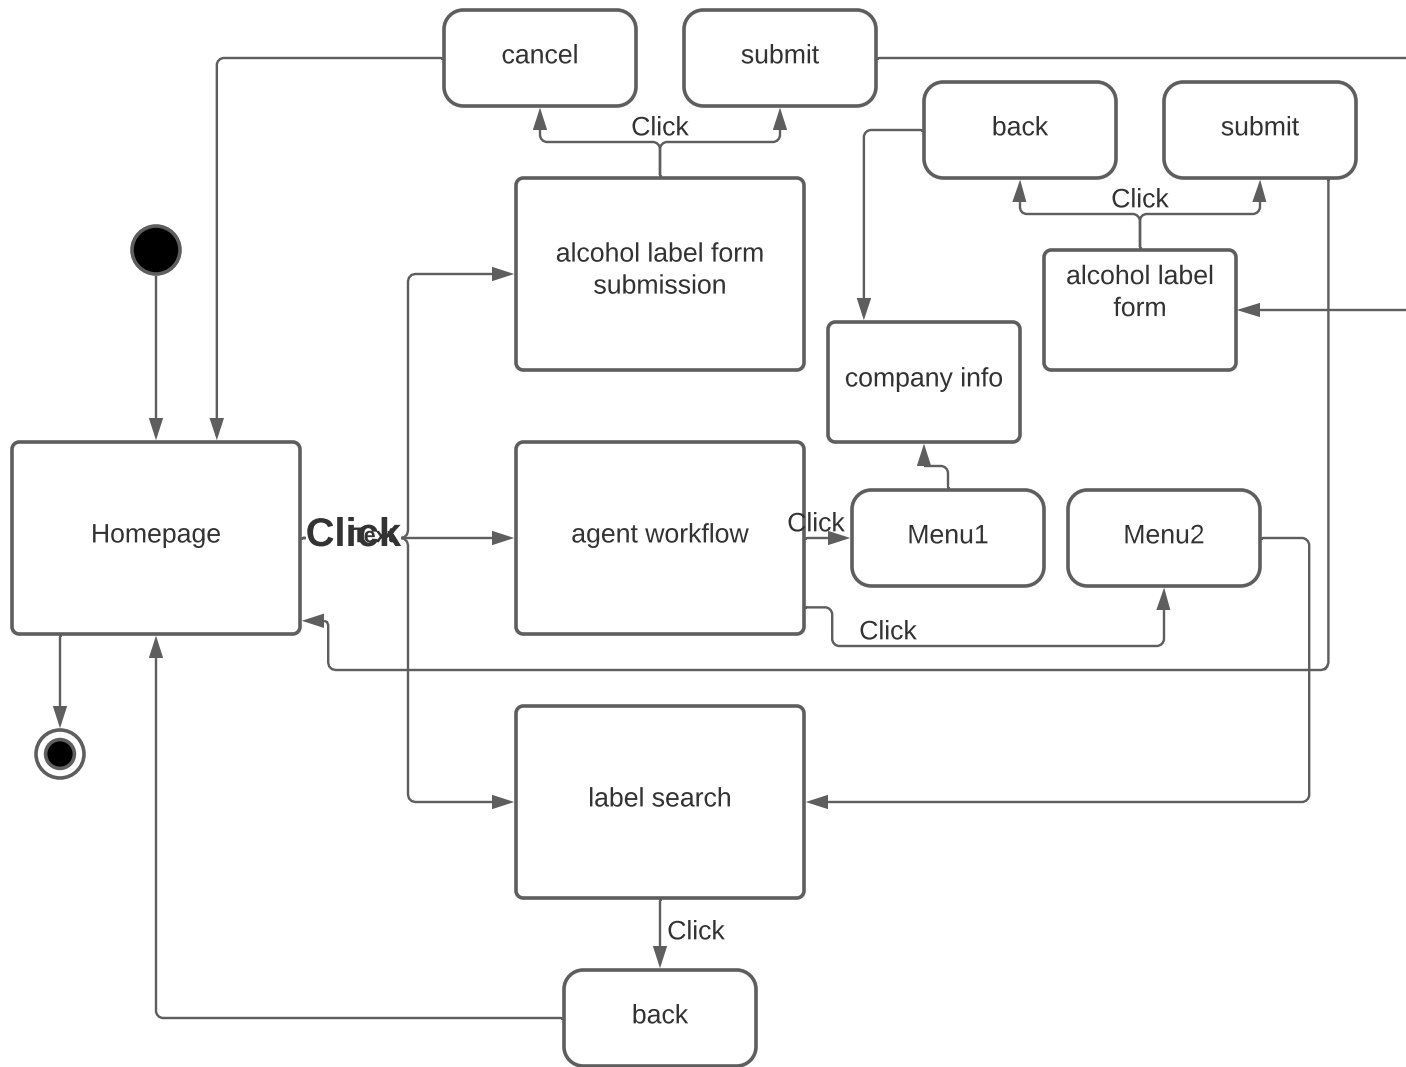 cancel
submit
Click
back
submit
Click
alcohol label form
submission
alcohol label
form
company info
Homepage
Click
agent workflow
Click
Menu1
Menu2
Click
label search
Click
back